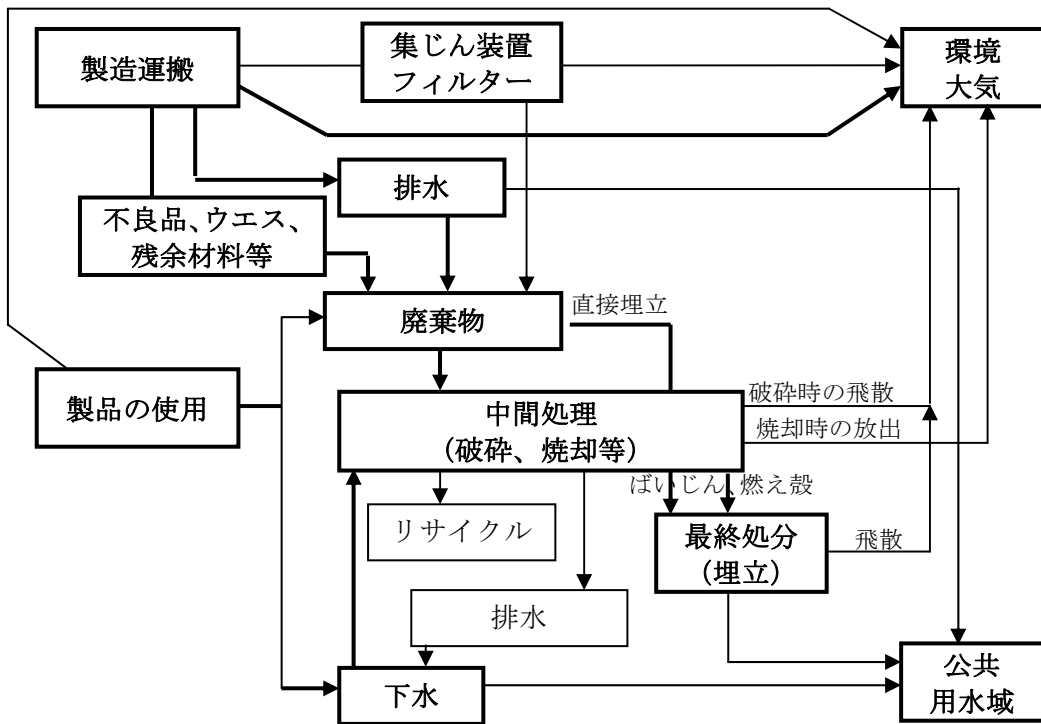 製造運搬
集じん装置
フィルター
環境
大気
排水
不良品、ウエス、
残余材料等
廃棄物
直接埋立
製品の使用
中間処理
(破砕、焼却等)
破砕時の飛散
焼却時の放出
ばいじん、燃え殻
リサイクル
最終処分
(埋立)
飛散
排水
下水
公共
用水域